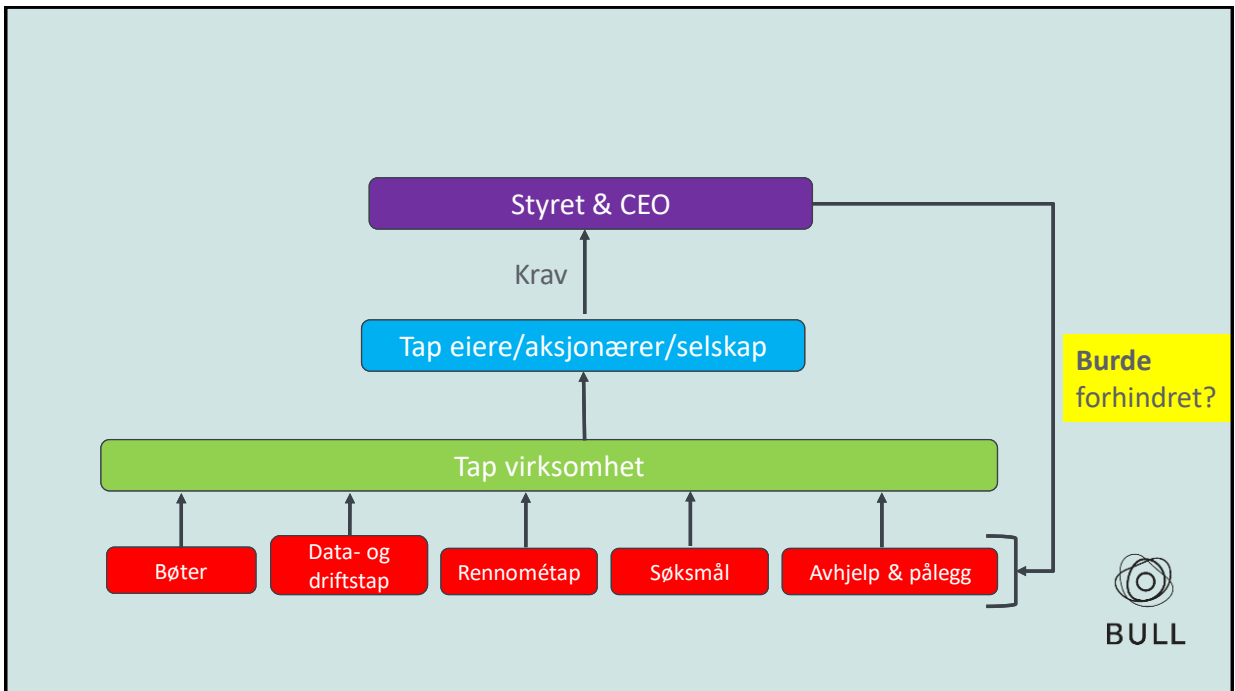 Styret & CEO
Krav
Tap eiere/aksjonærer/selskap
Burde
forhindret?
Tap virksomhet
Bøter
Data- og
driftstap
Rennométap
Søksmål
Avhjelp & pålegg
BULL